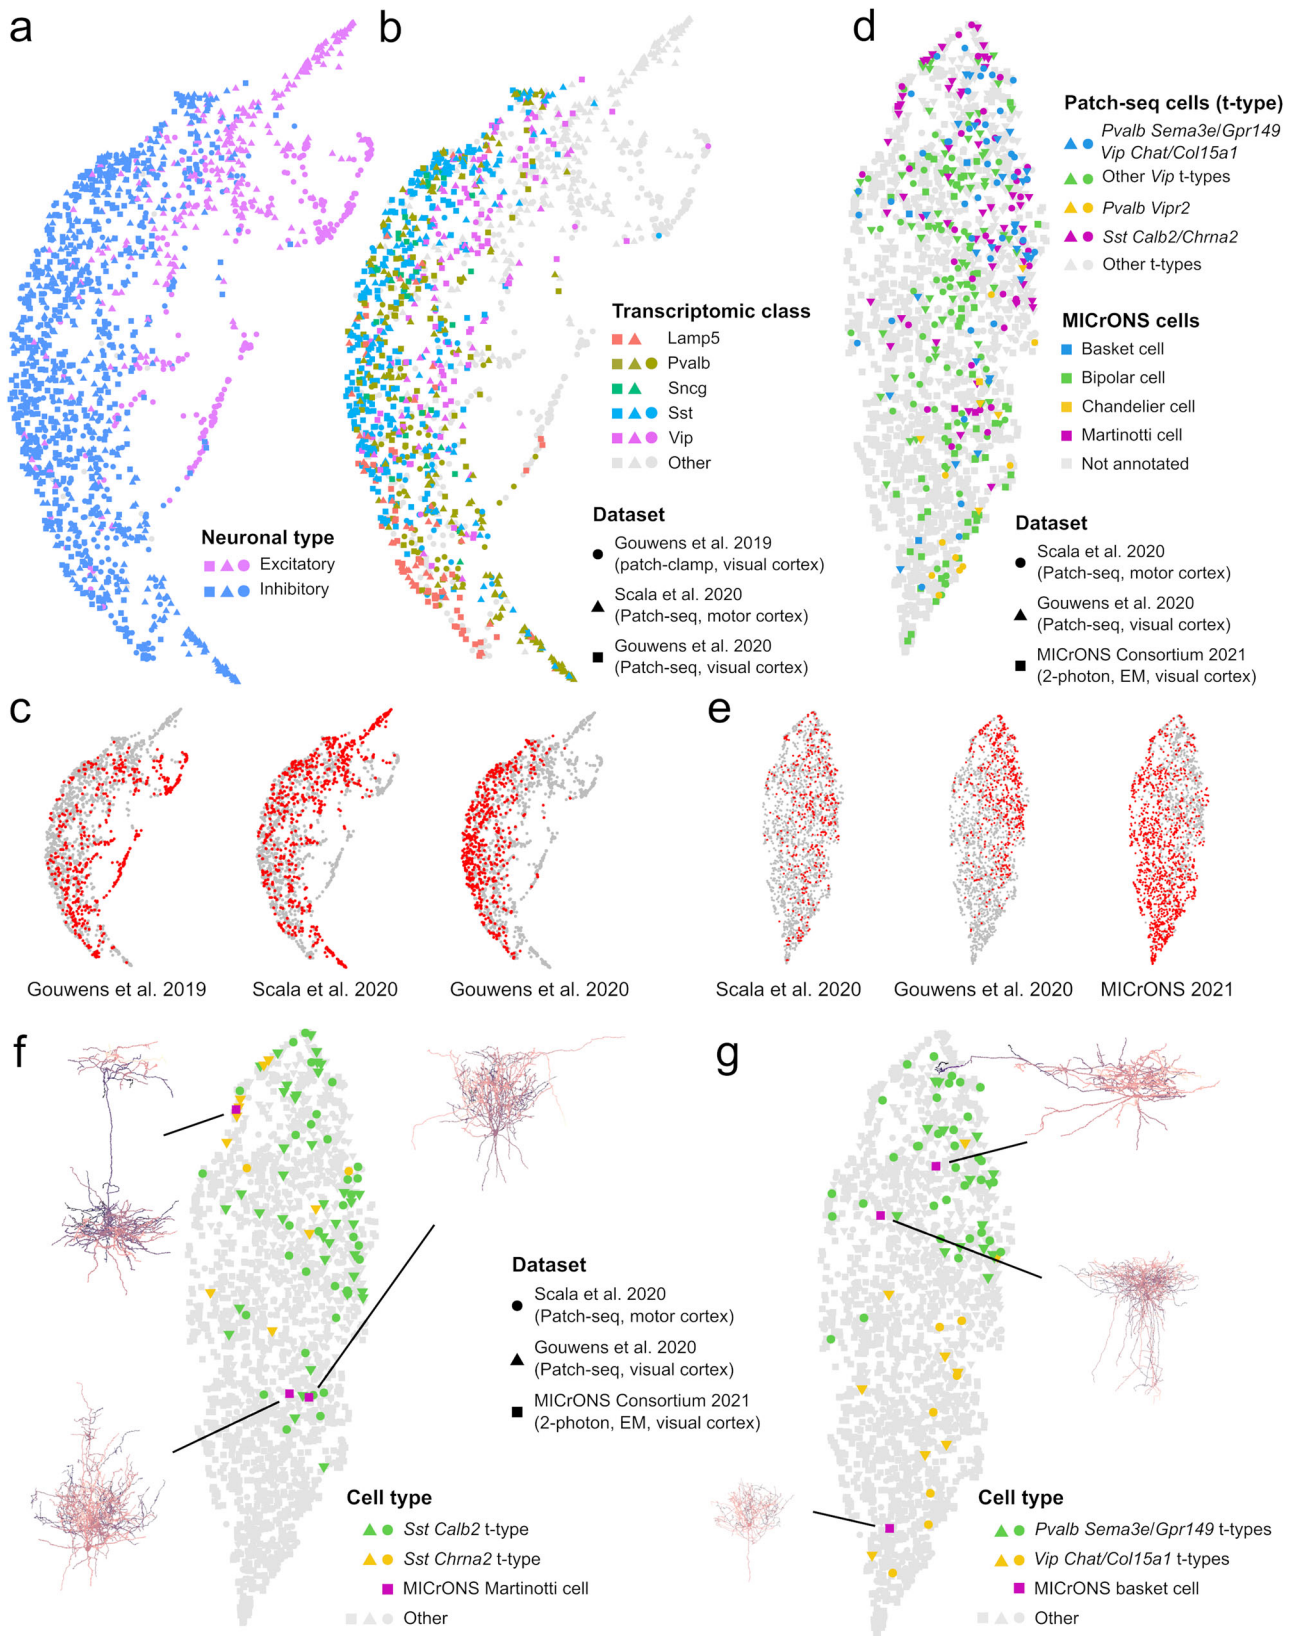 a
b
d
Patch-seq cells (t-type)
Pvalb Sema3e/Gpr149
Vip Chat/Col15a1
Other Vip t-types
Pvalb Vipr2
Sst Calb2/Chrna2
Other t-types
MICrONS cells
Basket cell
Bipolar cell
Chandelier cell
Martinotti cell
Not annotated
Transcriptomic class
Lamp5
Pvalb
Sncg
Sst
Vip
Other
Neuronal type
Excitatory
Inhibitory
Dataset
Gouwens et al. 2019
(patch-clamp, visual cortex)
Scala et al. 2020
(Patch-seq, motor cortex)
Gouwens et al. 2020
(Patch-seq, visual cortex)
Dataset
Scala et al. 2020
(Patch-seq, motor cortex)
Gouwens et al. 2020
(Patch-seq, visual cortex)
MICrONS Consortium 2021
(2-photon, EM, visual cortex)
c
Gouwens et al. 2019
Scala et al. 2020
Gouwens et al. 2020
e
Scala et al. 2020
Gouwens et al. 2020
MICrONS 2021
f
g
Dataset
Scala et al. 2020
(Patch-seq, motor cortex)
Gouwens et al. 2020
(Patch-seq, visual cortex)
MICrONS Consortium 2021
(2-photon, EM, visual cortex)
Cell type
Sst Calb2 t-type
Sst Chrna2 t-type
MICrONS Martinotti cell
Other
Cell type
Pvalb Sema3e/Gpr149 t-types
Vip Chat/Col15a1 t-types
MICrONS basket cell
Other